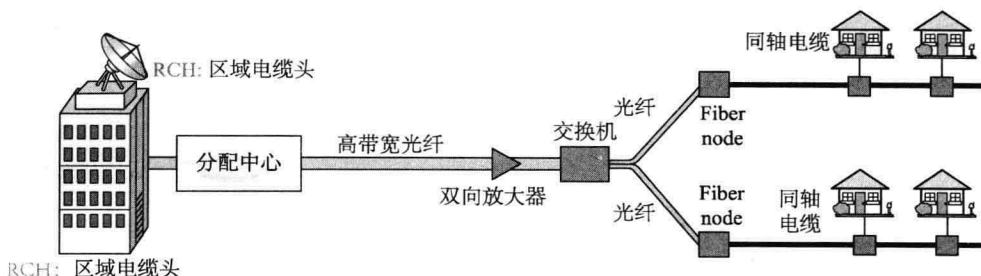 RCH: 区域电缆头
同轴电缆
光纤
Fiber
node
交换机
高带宽光纤
分配中心
双向放大器
光纤
Fiber
node
同轴
电缆
RCH: 区域电缆头